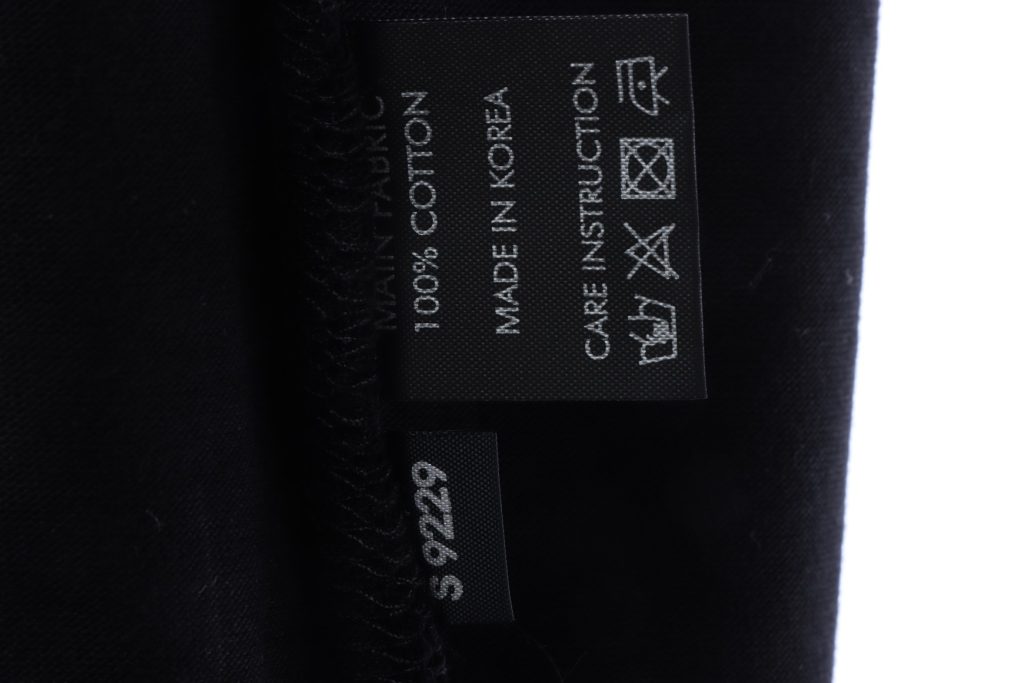 MAIN FABRIC
100% COTTON
MADE IN KOREA
CARE INSTRUCTION
S 9229